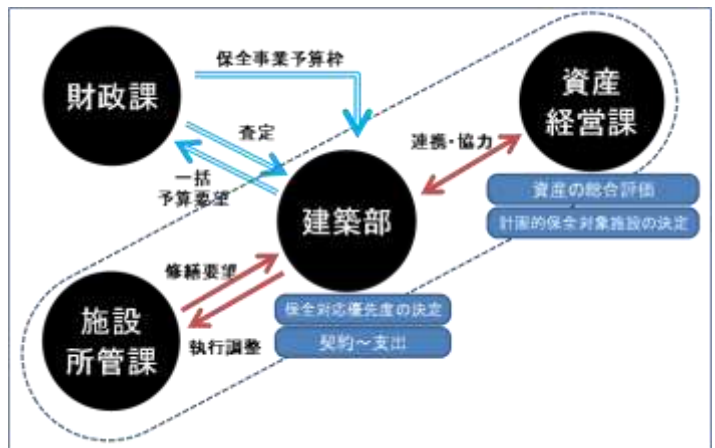 保全事業予算枠
財政課
査定
一括
予算要望
資産
経営課
連携・協力
資産の総合評価
計画的保全対象施設の決定
建築部
修繕要望
保全対応優先度の決定
契約～支出
施設
所管課
執行調整